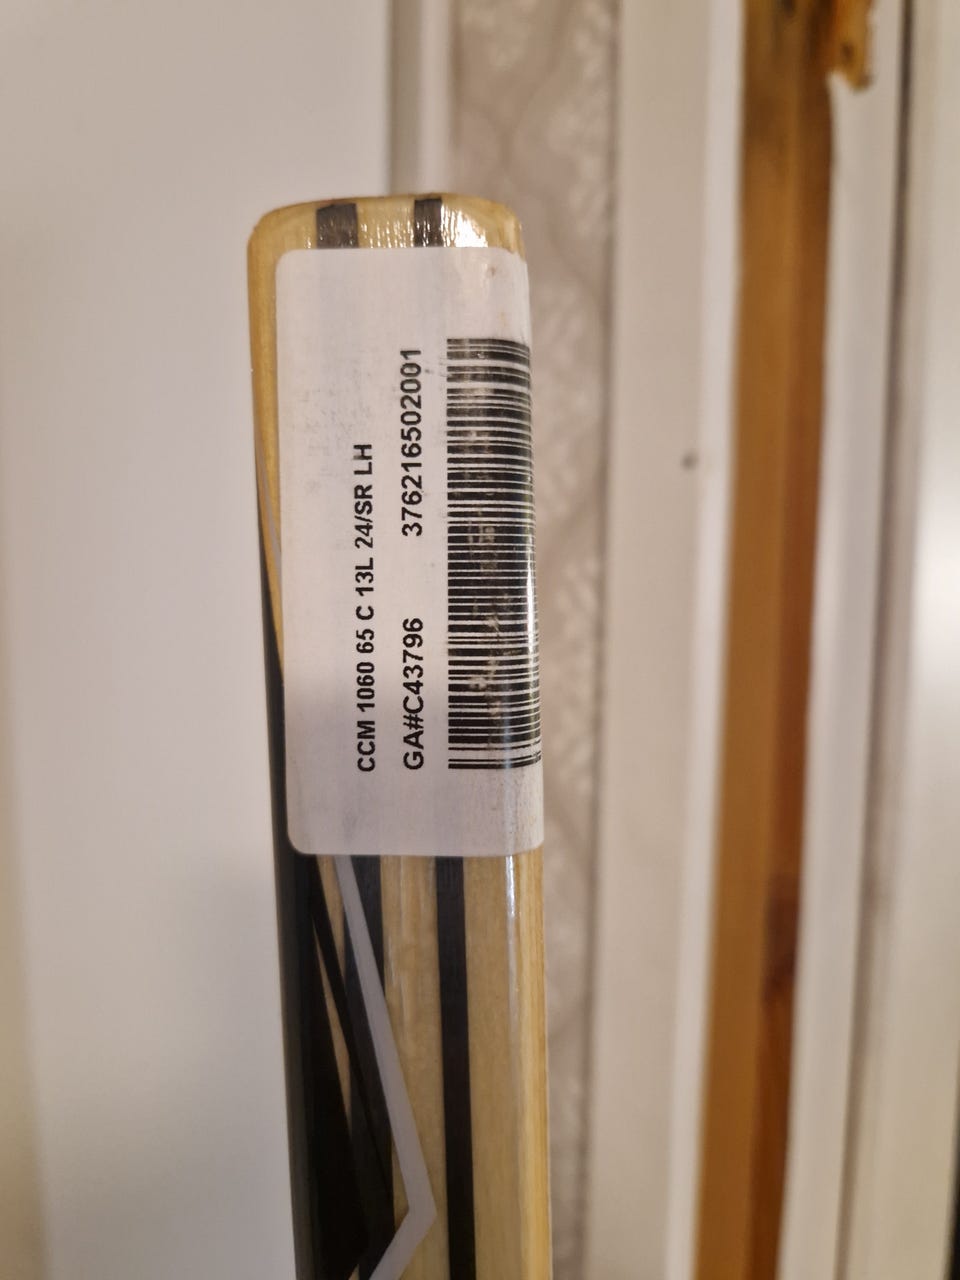 CCM 1060 65 C 13L 24/SR LH
GA#C43796 376216502001